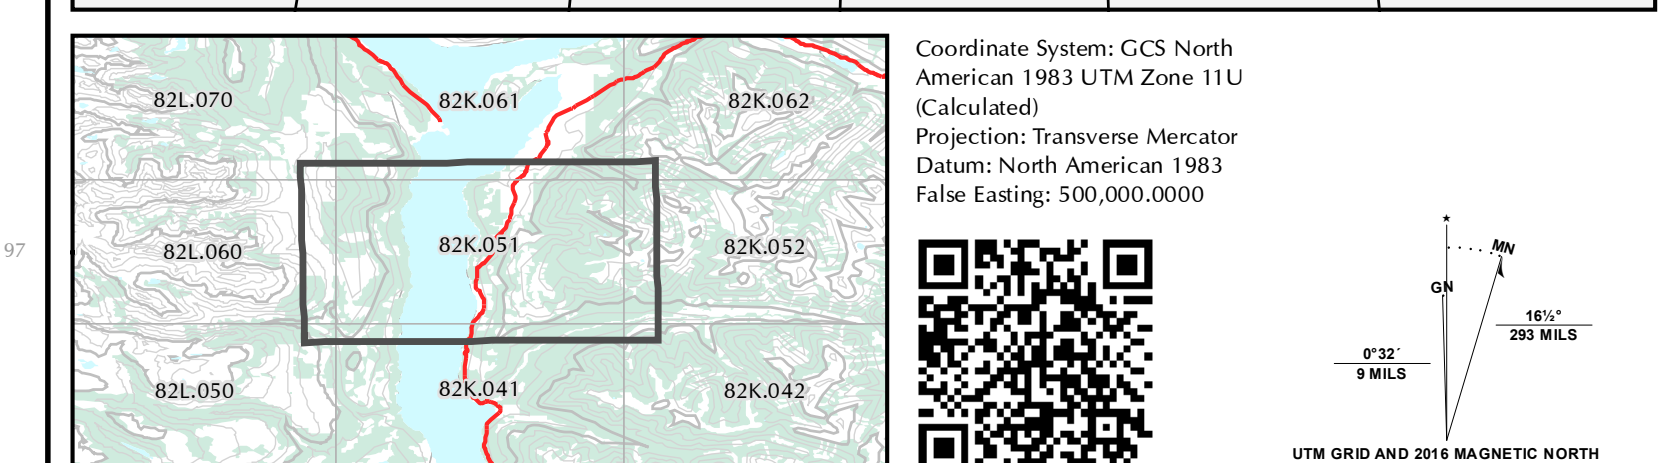 82L.070
82K.061
82K.062
97
82L.060
82K.051
82K.052
82L.050
82K.041
82K.042
Coordinate System: GCS North
American 1983 UTM Zone 11U
(Calculated)
Projection: Transverse Mercator
Datum: North American 1983
False Easting: 500,000.0000
MN
GN
16½°
293 MILS
0°32´
9 MILS
UTM GRID AND 2016 MAGNETIC NORTH